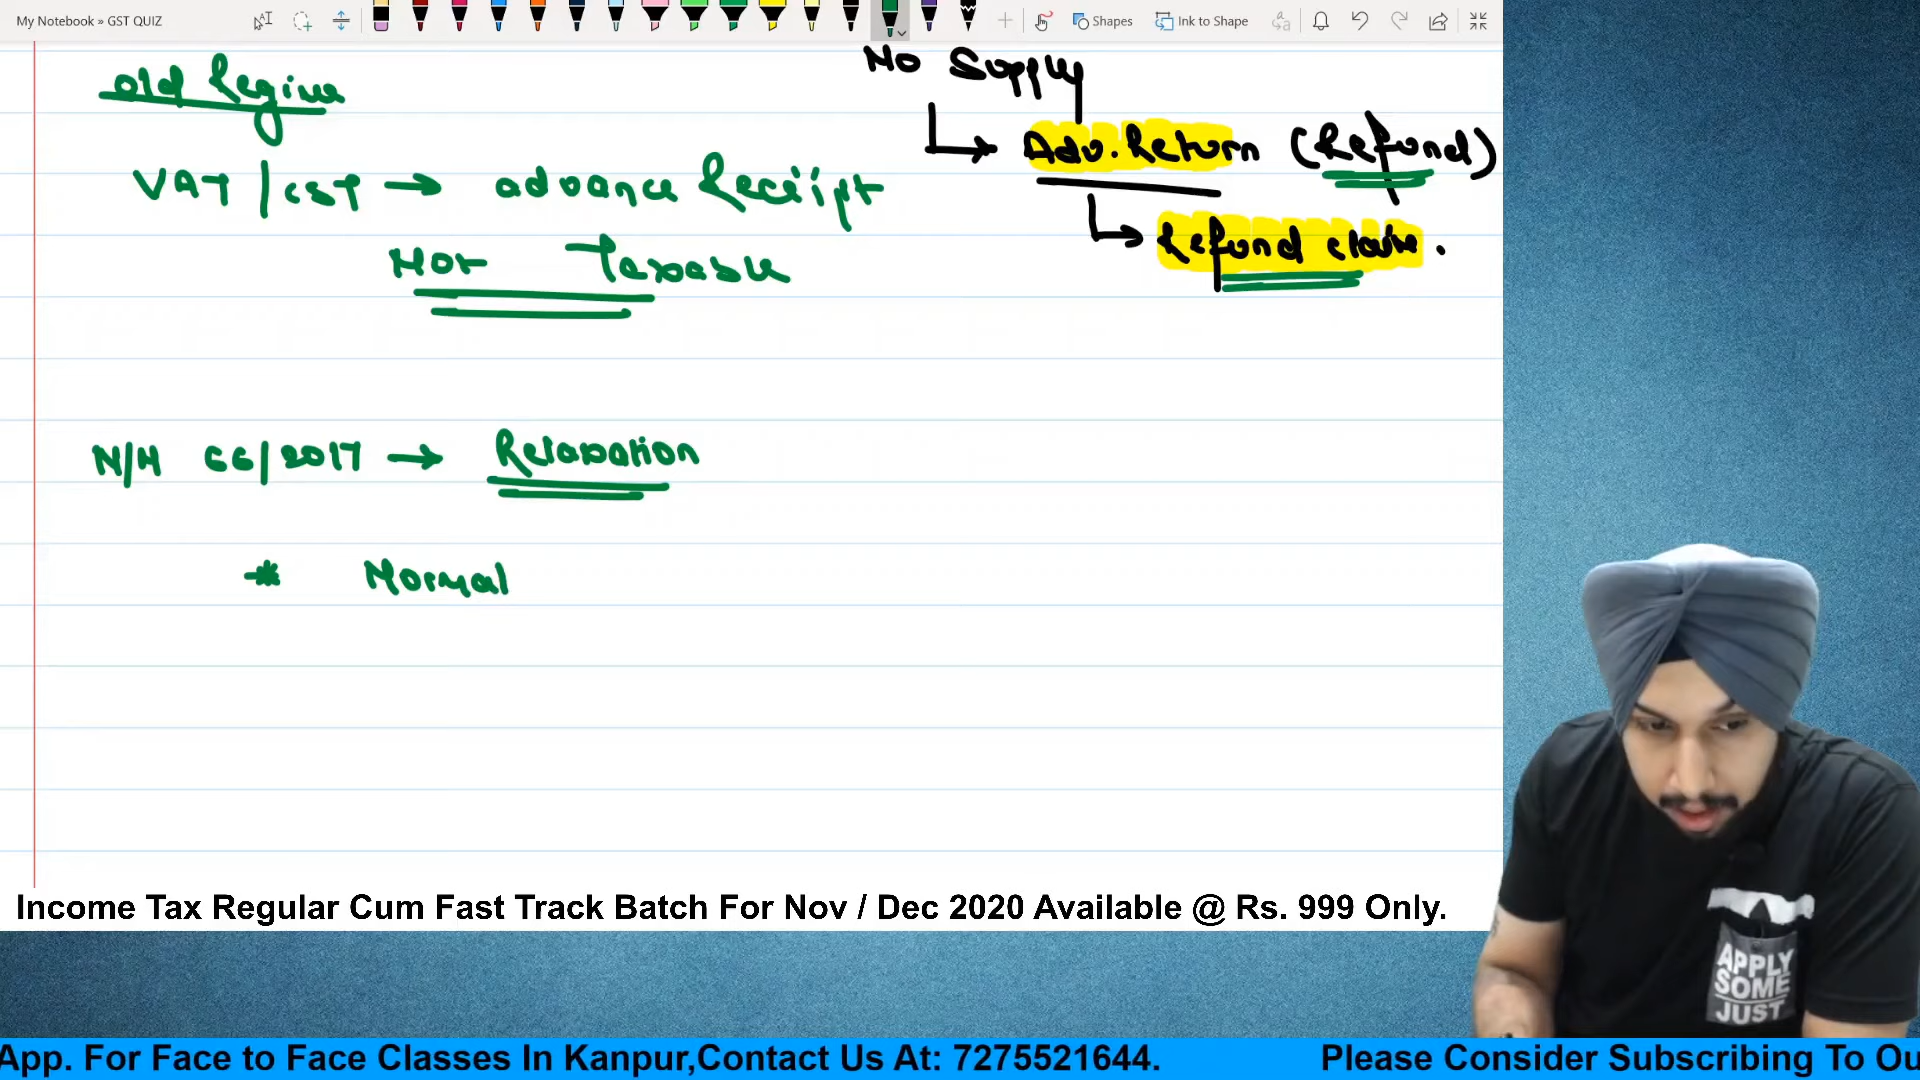 My Notebook » GST QUIZ
Shapes
Ink to Shape
Old Regime
No Supply
Adv. Return (Refund)
VAT / CST → advance Receipt
Refund claim.
Not Taxable
N/N 66/2017 → Relaxation
* Normal
Income Tax Regular Cum Fast Track Batch For Nov / Dec 2020 Available @ Rs. 999 Only.
APPLY
SOME
JUST
App. For Face to Face Classes In Kanpur,Contact Us At: 7275521644.
Please Consider Subscribing To Ou